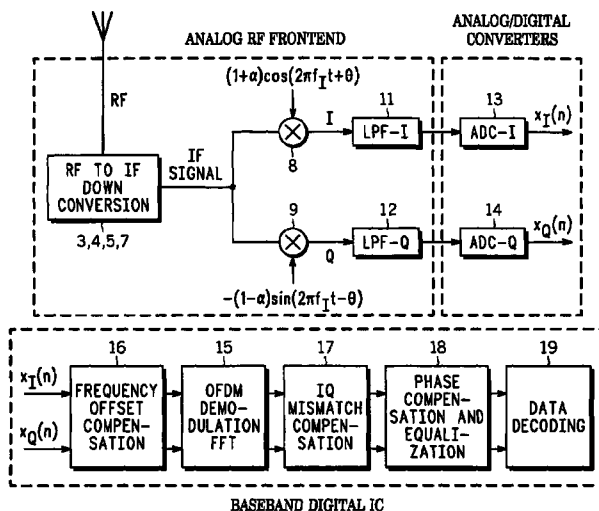 ANALOG RF FRONTEND
ANALOG/DIGITAL
CONVERTERS
(1+α)cos(2πf_I t+θ)
RF
I
11
LPF-I
13
ADC-I
x_I(n)
8
RF TO IF
DOWN
CONVERSION
3,4,5,7
IF
SIGNAL
9
Q
12
LPF-Q
14
ADC-Q
x_Q(n)
-(1-α)sin(2πf_I t-θ)
x_I(n)
x_Q(n)
16
FREQUENCY
OFFSET
COMPEN-
SATION
15
OFDM
DEMO-
DULATION
FFT
17
IQ
MISMATCH
COMPEN-
SATION
18
PHASE
COMPEN-
SATION AND
EQUALI-
ZATION
19
DATA
DECODING
BASEBAND DIGITAL IC